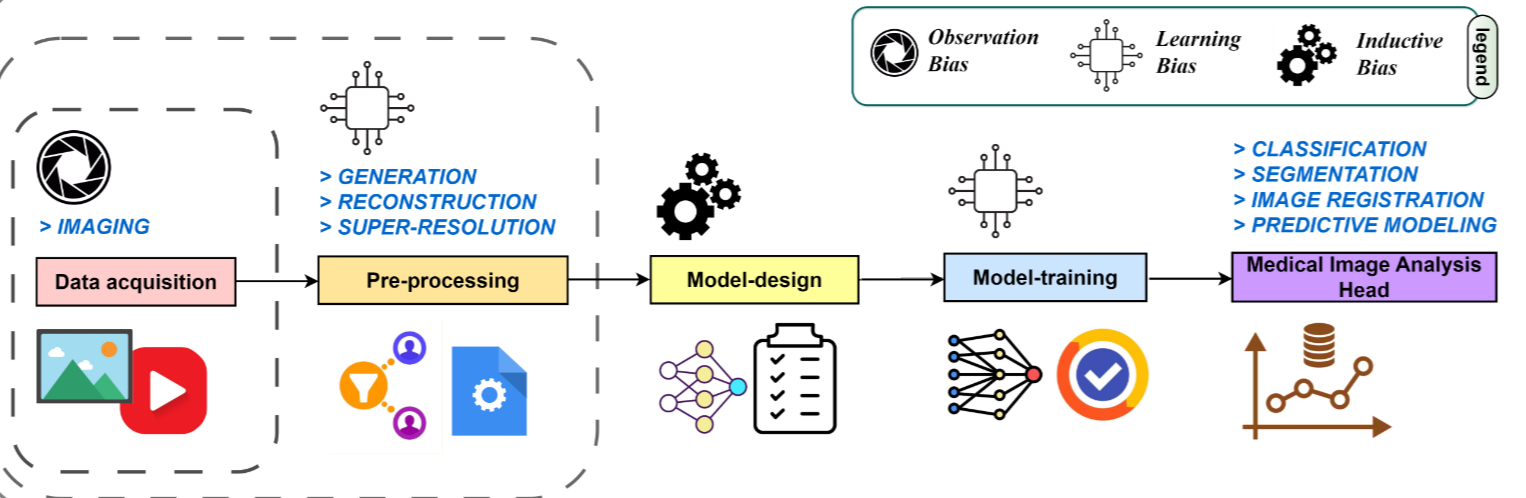 Observation
Bias
Learning
Bias
Inductive
Bias
legend
> IMAGING
> GENERATION
> RECONSTRUCTION
> SUPER-RESOLUTION
> CLASSIFICATION
> SEGMENTATION
> IMAGE REGISTRATION
> PREDICTIVE MODELING
Data acquisition
Pre-processing
Model-design
Model-training
Medical Image Analysis
Head